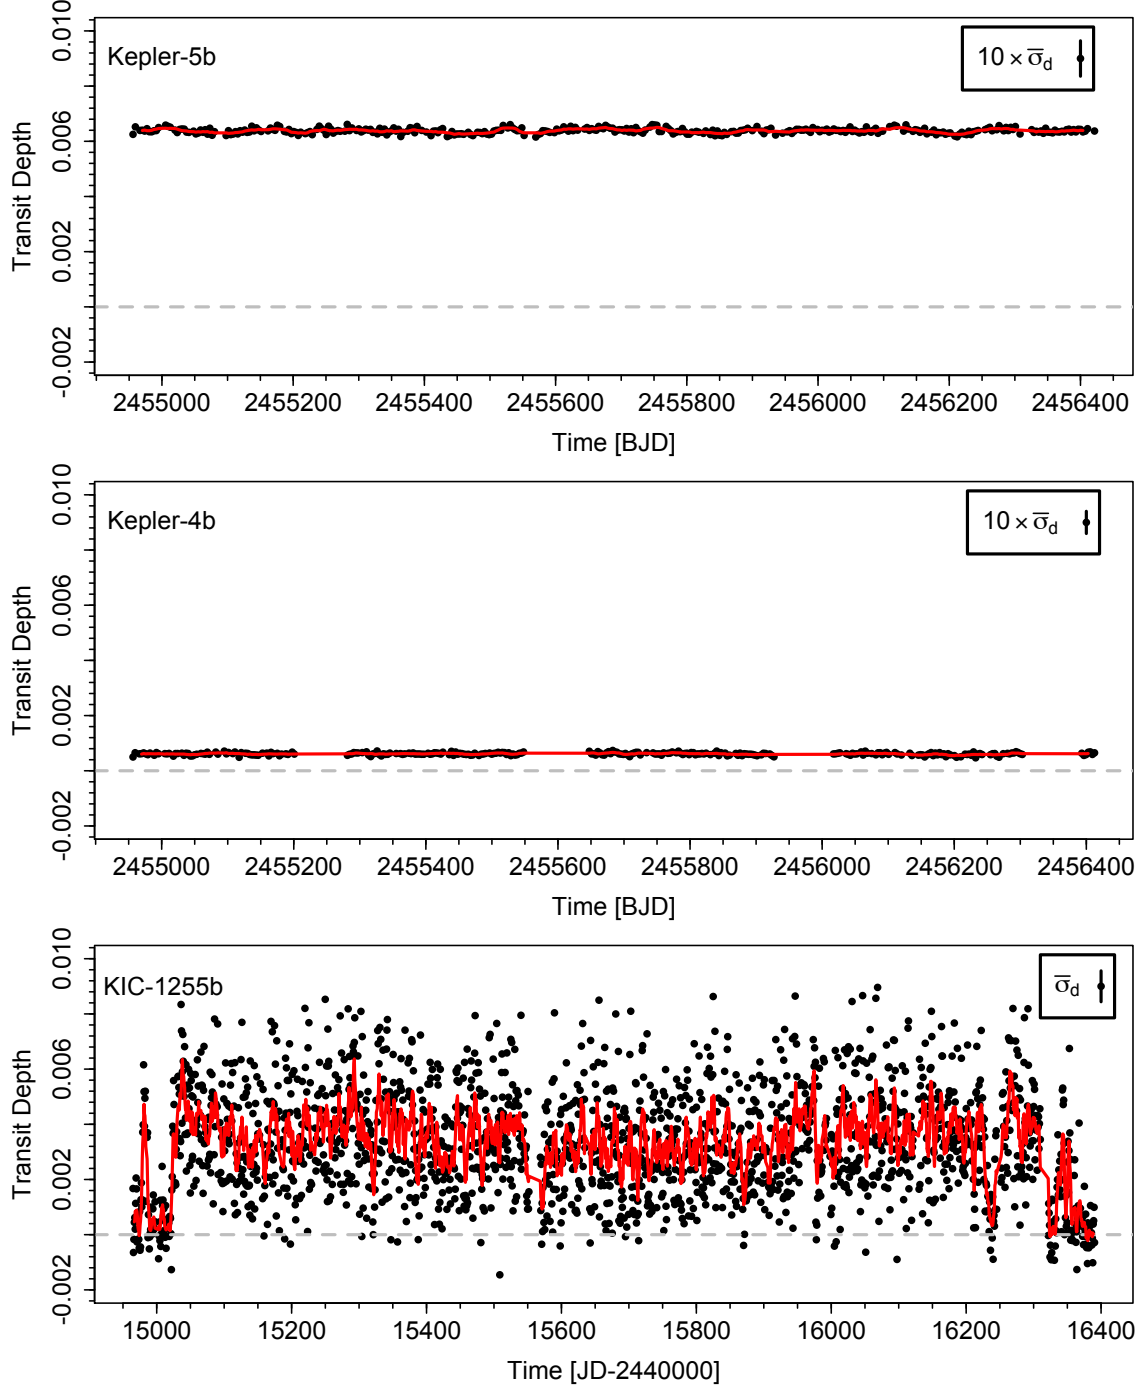 Kepler-5b
10 × σ̅d
Transit Depth
0.010
0.006
0.002
-0.002
2455000 2455200 2455400 2455600 2455800 2456000 2456200 2456400
Time [BJD]
Kepler-4b
10 × σ̅d
Transit Depth
0.010
0.006
0.002
-0.002
2455000 2455200 2455400 2455600 2455800 2456000 2456200 2456400
Time [BJD]
KIC-1255b
σ̅d
Transit Depth
0.010
0.006
0.002
-0.002
15000 15200 15400 15600 15800 16000 16200 16400
Time [JD-2440000]